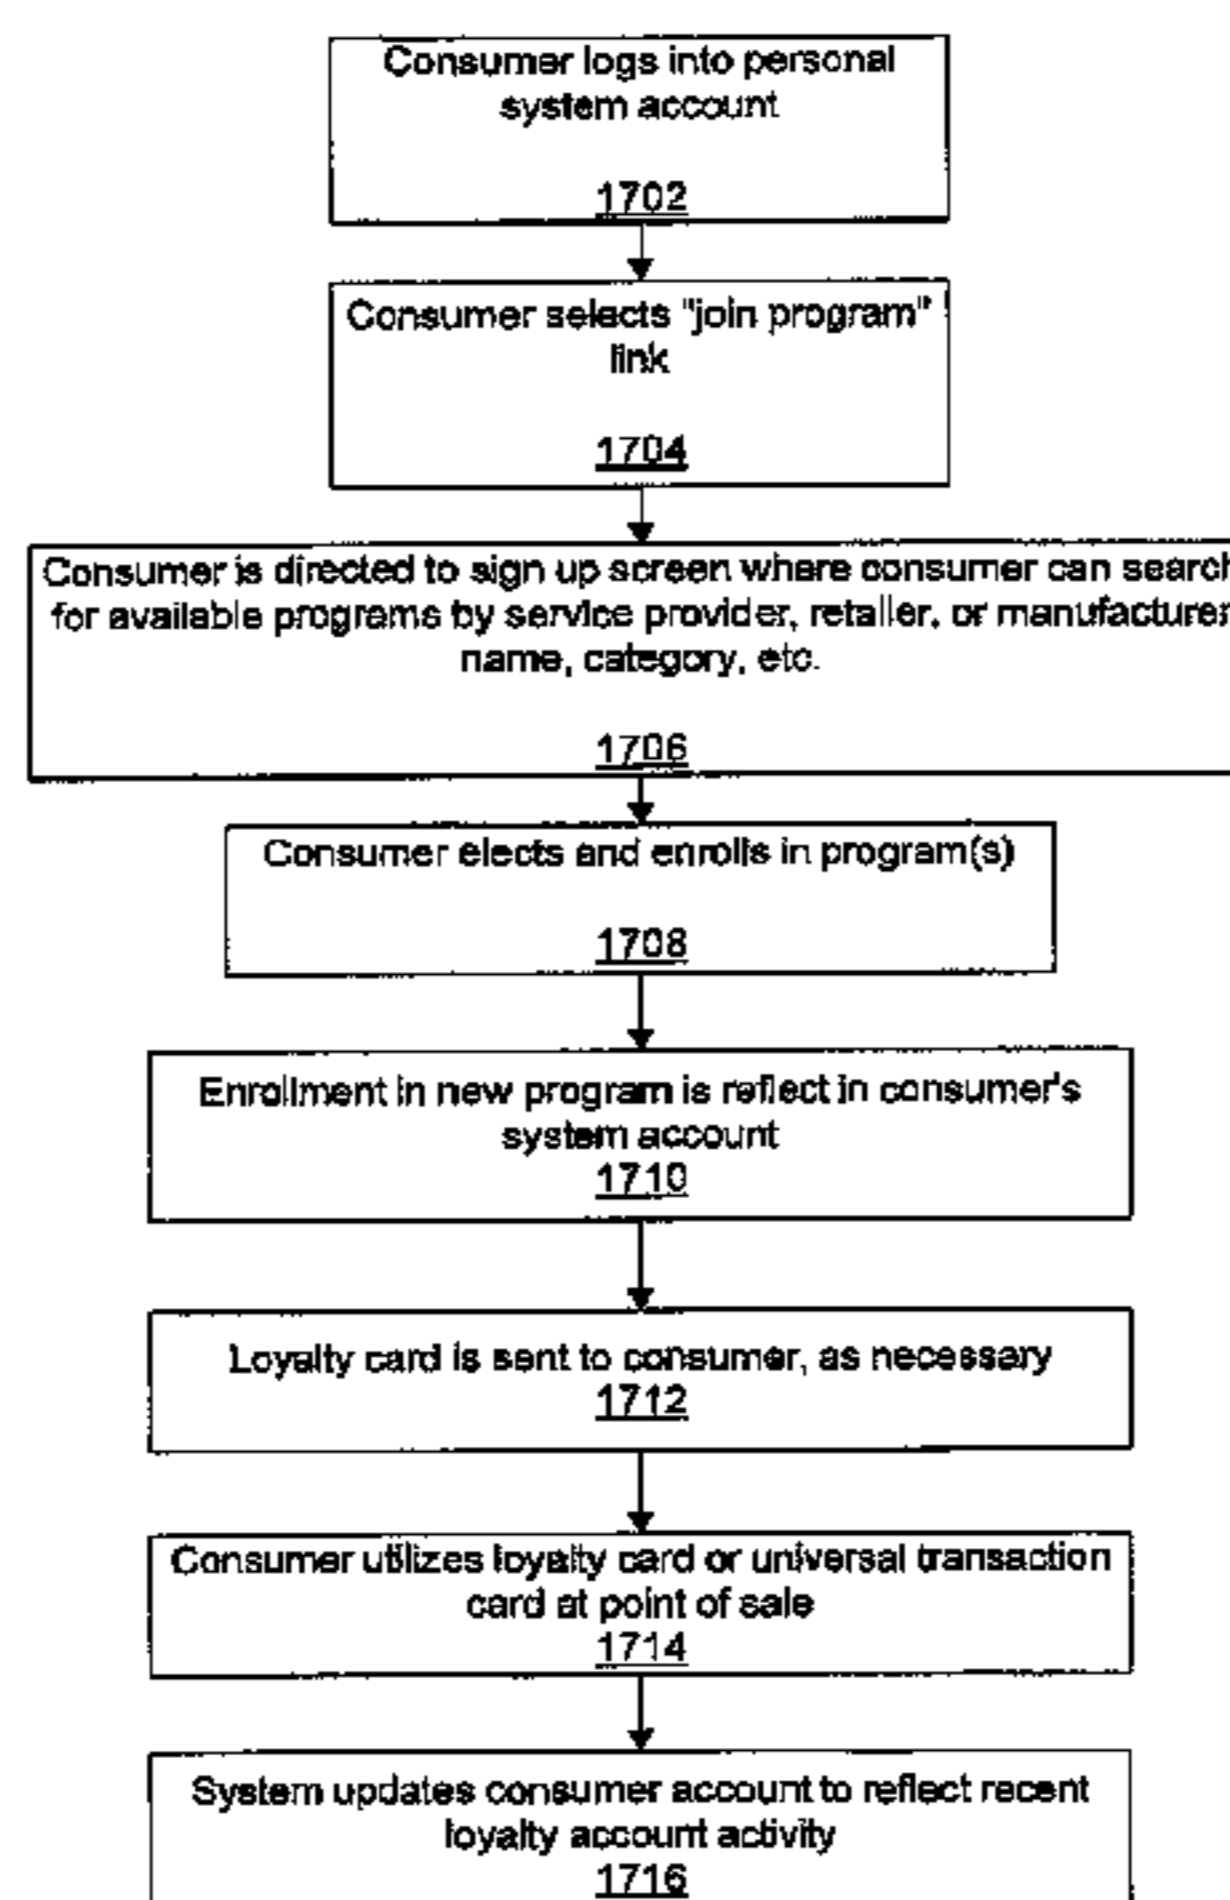 Consumer logs into personal
system account
1702
Consumer selects "join program"
link
1704
Consumer is directed to sign up screen where consumer can search
for available programs by service provider, retailer, or manufacturer
name, category, etc.
1706
Consumer elects and enrolls in program(s)
1708
Enrollment in new program is reflect in consumer's
system account
1710
Loyalty card is sent to consumer, as necessary
1712
Consumer utilizes loyalty card or universal transaction
card at point of sale
1714
System updates consumer account to reflect recent
loyalty account activity
1716